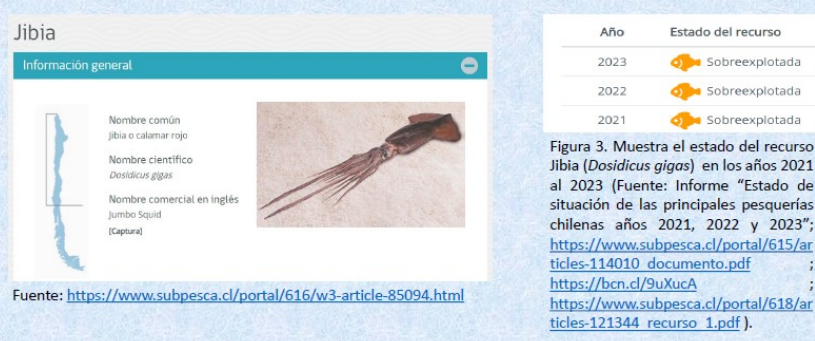 Jibia
Información general
Nombre común
Jibia o calamar rojo
Nombre científico
Dosidicus gigas
Nombre comercial en inglés
Jumbo Squid
[Captura]
Fuente: https://www.subpesca.cl/portal/616/w3-article-85094.html
Año Estado del recurso
2023 Sobreexplotada
2022 Sobreexplotada
2021 Sobreexplotada
Figura 3. Muestra el estado del recurso
Jibia (Dosidicus gigas) en los años 2021
al 2023 (Fuente: Informe “Estado de
situación de las principales pesquerías
chilenas años 2021, 2022 y 2023”;
https://www.subpesca.cl/portal/615/ar
ticles-114010_documento.pdf ;
https://bcn.cl/9uXucA ;
https://www.subpesca.cl/portal/618/ar
ticles-121344_recurso_1.pdf ).